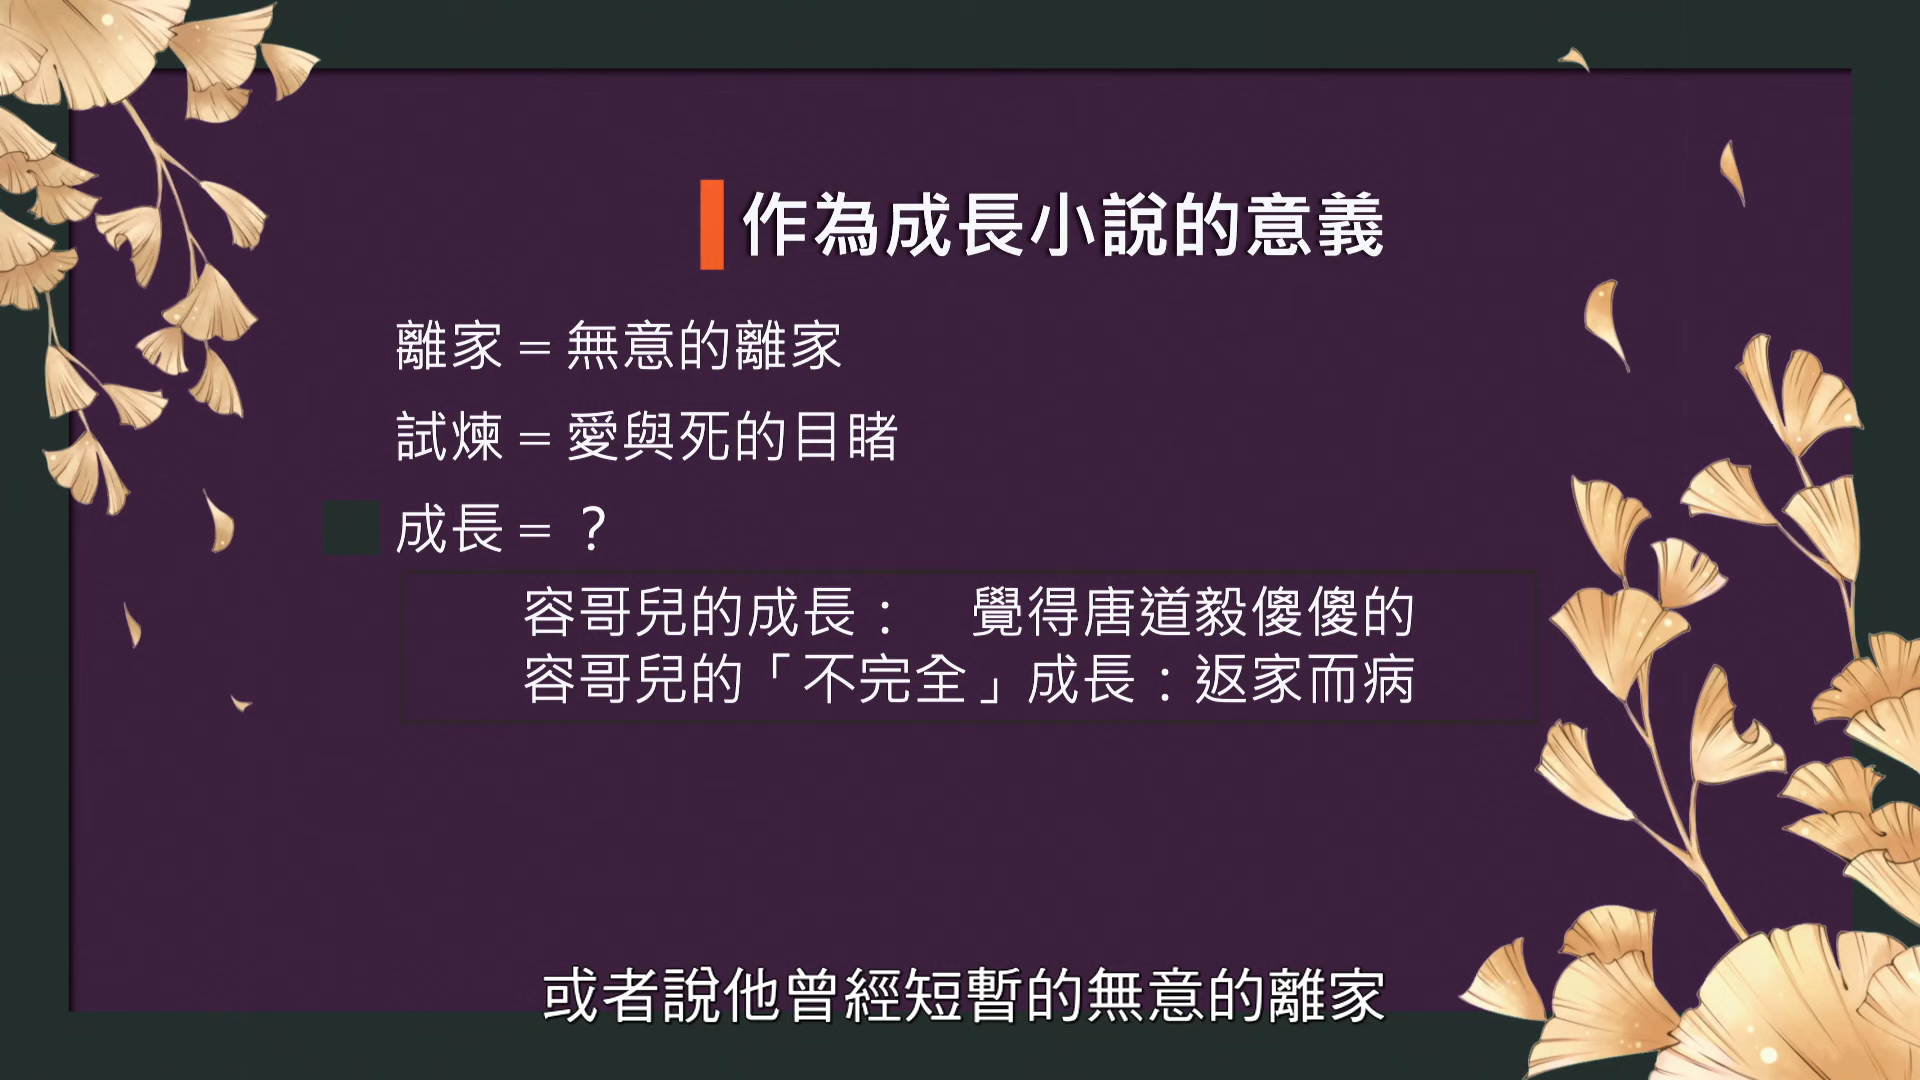 作為成長小說的意義
離家＝無意的離家
試煉＝愛與死的目睹
成長＝？
容哥兒的成長：　覺得唐道毅傻傻的
容哥兒的「不完全」成長：返家而病
或者說他曾經短暫的無意的離家